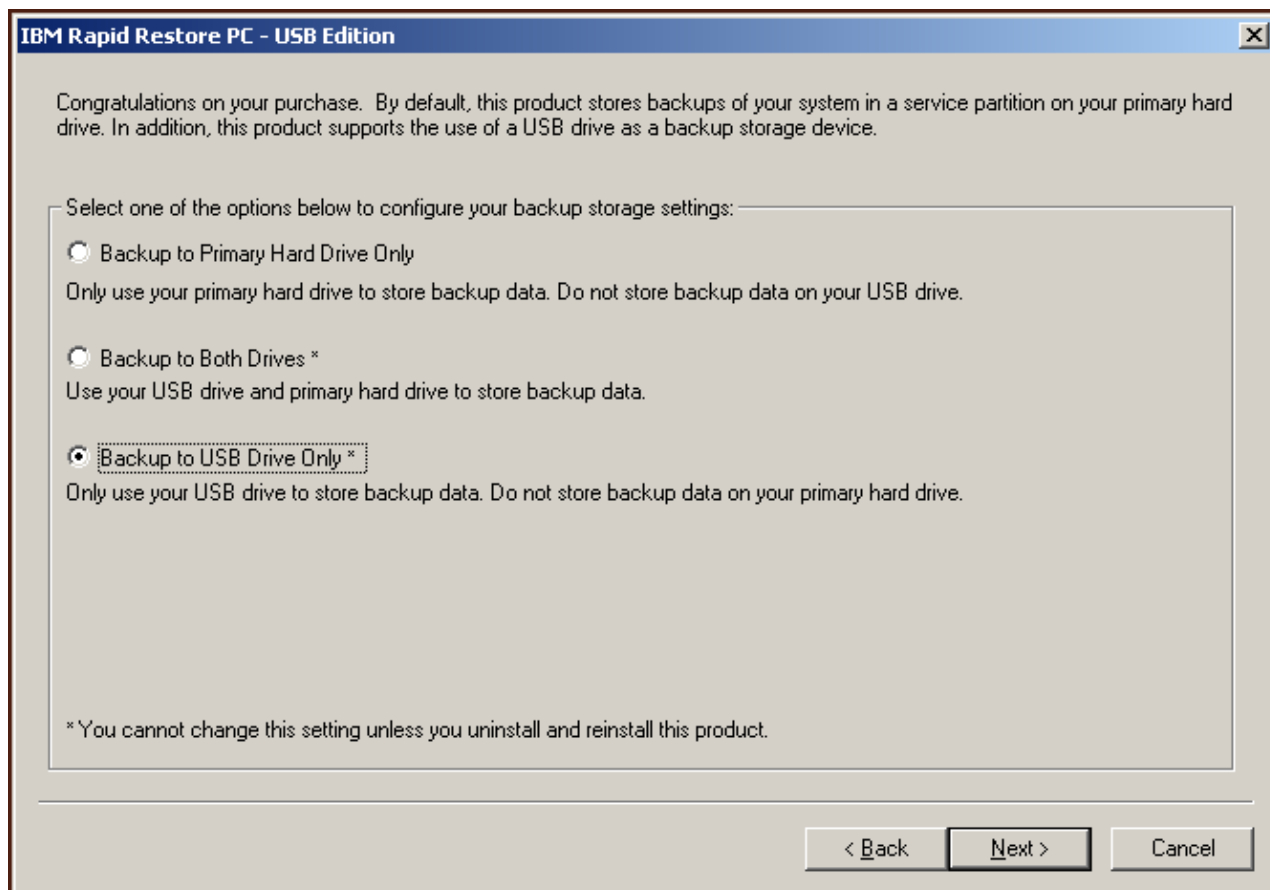 IBM Rapid Restore PC - USB Edition
Congratulations on your purchase. By default, this product stores backups of your system in a service partition on your primary hard
drive. In addition, this product supports the use of a USB drive as a backup storage device.
Select one of the options below to configure your backup storage settings:
Backup to Primary Hard Drive Only
Only use your primary hard drive to store backup data. Do not store backup data on your USB drive.
Backup to Both Drives *
Use your USB drive and primary hard drive to store backup data.
Backup to USB Drive Only *
Only use your USB drive to store backup data. Do not store backup data on your primary hard drive.
* You cannot change this setting unless you uninstall and reinstall this product.
< Back Next > Cancel